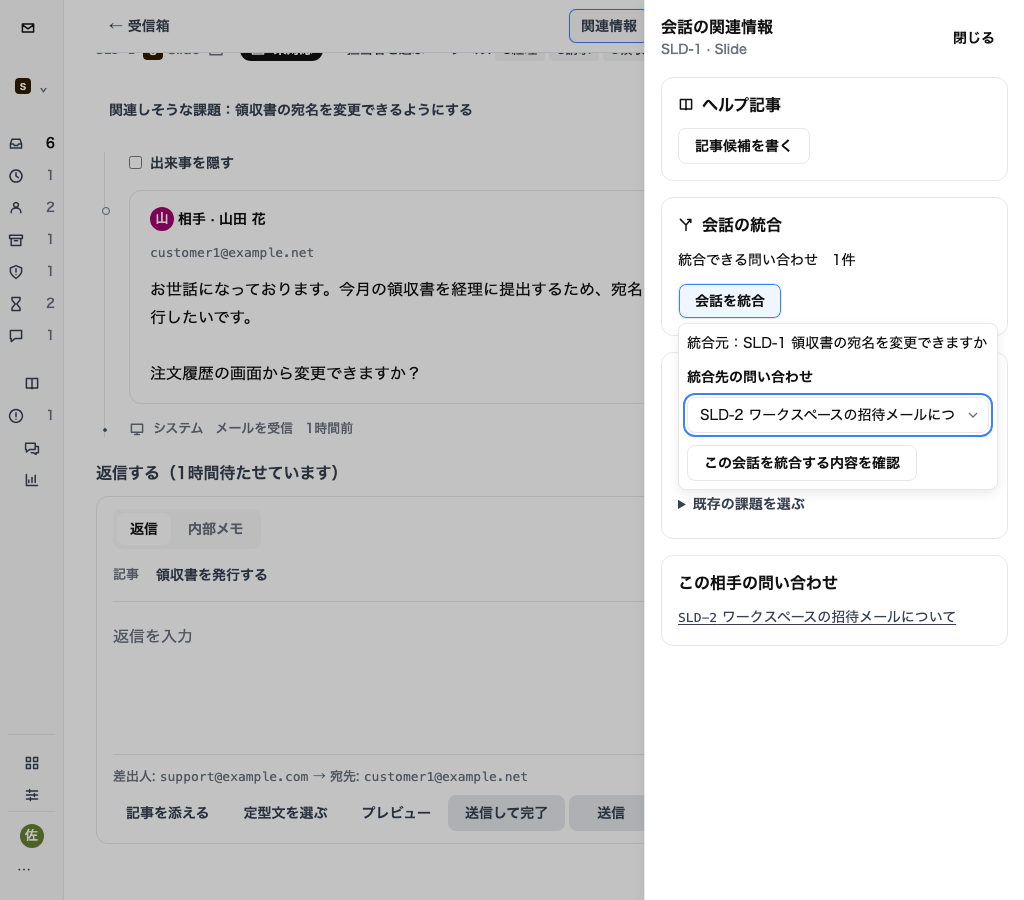 S
6
1
2
1
1
2
1
1
佐
…
← 受信箱
関連情報
関連しそうな課題：領収書の宛名を変更できるようにする
出来事を隠す
山 相手 · 山田 花
customer1@example.net
お世話になっております。今月の領収書を経理に提出するため、宛名
行したいです。
注文履歴の画面から変更できますか？
システム メールを受信 1時間前
返信する（1時間待たせています）
返信 内部メモ
記事 領収書を発行する
返信を入力
差出人: support@example.com → 宛先: customer1@example.net
記事を添える 定型文を選ぶ プレビュー 送信して完了 送信
会話の関連情報
SLD-1 · Slide
閉じる
ヘルプ記事
記事候補を書く
会話の統合
統合できる問い合わせ 1件
会話を統合
統合元：SLD-1 領収書の宛名を変更できますか
統合先の問い合わせ
SLD-2 ワークスペースの招待メールにつ
この会話を統合する内容を確認
▶ 既存の課題を選ぶ
この相手の問い合わせ
SLD-2 ワークスペースの招待メールについて